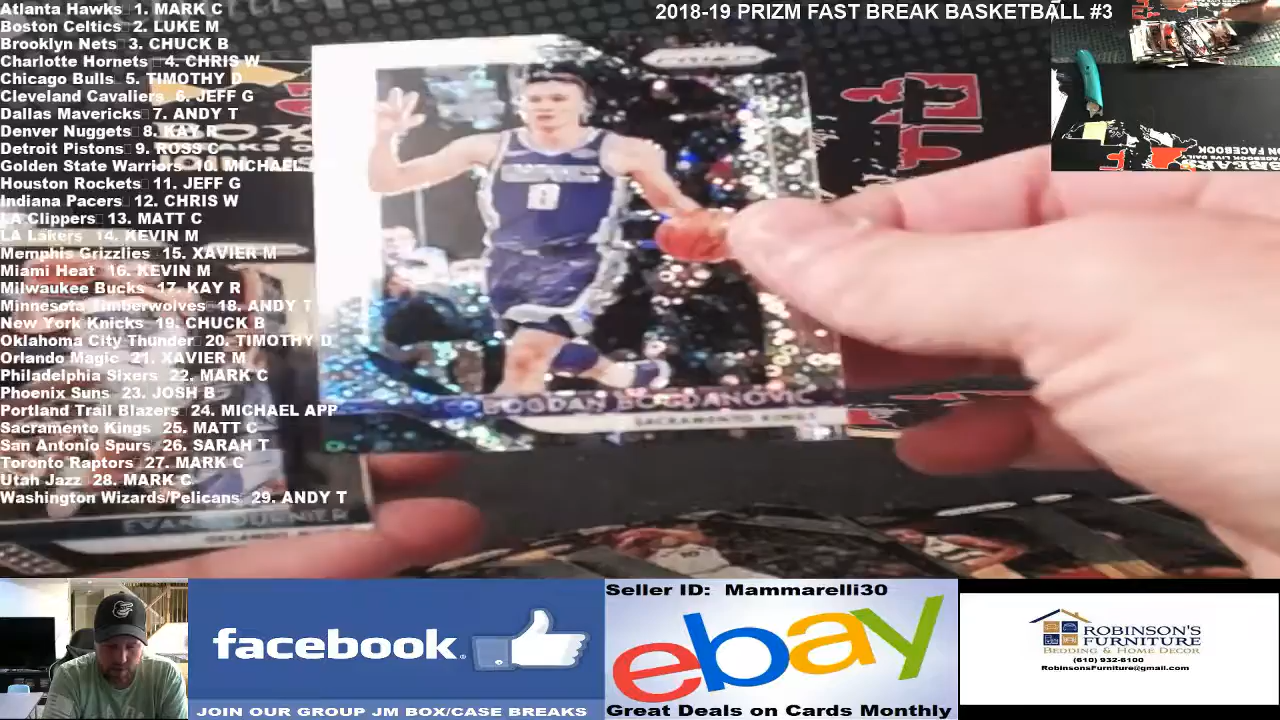 Atlanta Hawks 1. MARK C
Boston Celtics 2. LUKE M
Brooklyn Nets 3. CHUCK B
Charlotte Hornets 4. CHRIS W
Chicago Bulls 5. TIMOTHY D
Cleveland Cavaliers 6. JEFF G
Dallas Mavericks 7. ANDY T
Denver Nuggets 8. KAY R
Detroit Pistons 9. ROSS C
Golden State Warriors 10. MICHAEL
Houston Rockets 11. JEFF G
Indiana Pacers 12. CHRIS W
LA Clippers 13. MATT C
LA Lakers 14. KEVIN M
Memphis Grizzlies 15. XAVIER M
Miami Heat 16. KEVIN M
Milwaukee Bucks 17. KAY R
Minnesota Timberwolves 18. ANDY T
New York Knicks 19. CHUCK B
Oklahoma City Thunder 20. TIMOTHY D
Orlando Magic 21. XAVIER M
Philadelphia Sixers 22. MARK C
Phoenix Suns 23. JOSH B
Portland Trail Blazers 24. MICHAEL APP
Sacramento Kings 25. MATT C
San Antonio Spurs 26. SARAH T
Toronto Raptors 27. MARK C
Utah Jazz 28. MARK C
Washington Wizards/Pelicans 29. ANDY T
2018-19 PRIZM FAST BREAK BASKETBALL #3
8
BOGDAN BOGDANOVIC
SACRAMENTO KINGS
EVAN FOURNIER
facebook
JOIN OUR GROUP JM BOX/CASE BREAKS
Seller ID: Mammarelli30
ebay
Great Deals on Cards Monthly
ROBINSON'S
FURNITURE
BEDDING & HOME DECOR
(610) 932-6100
RobinsonsFurniture@gmail.com